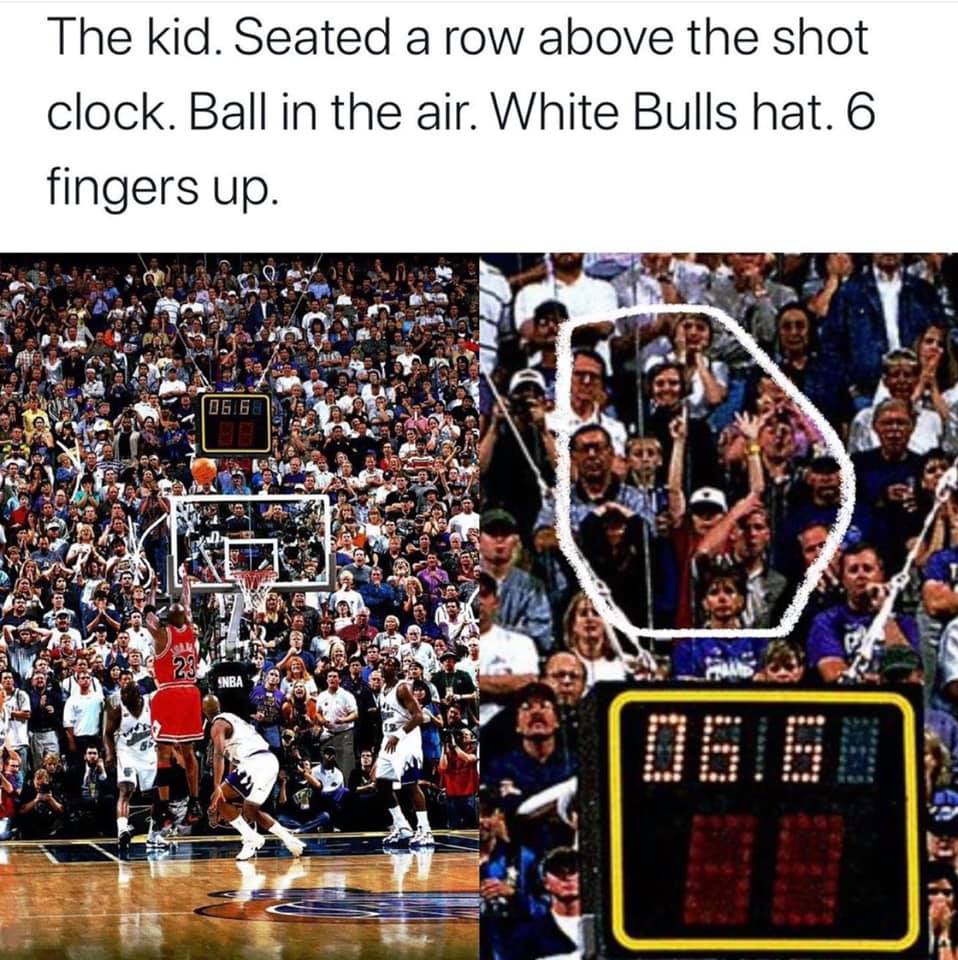 The kid. Seated a row above the shot
clock. Ball in the air. White Bulls hat. 6
fingers up.
06:6
23
NBA
06:6